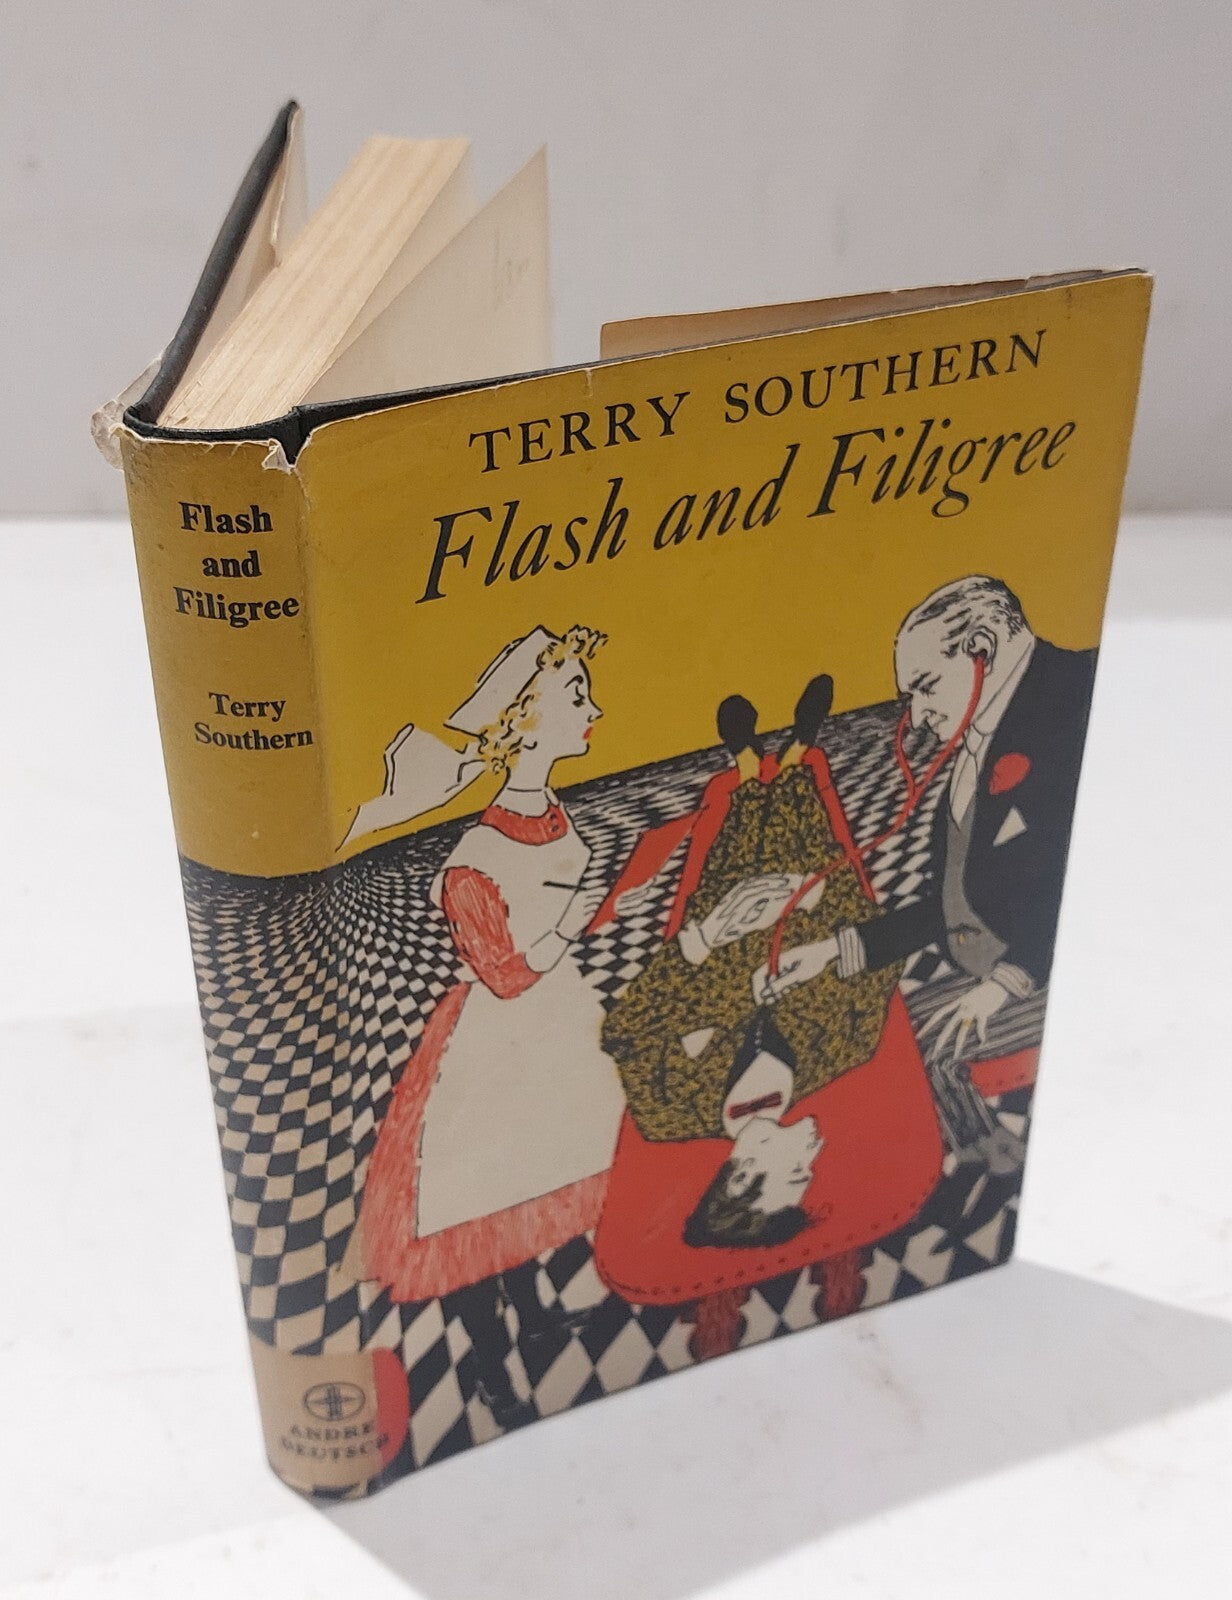 TERRY SOUTHERN
Flash and Filigree
Flash
and
Filigree
Terry
Southern
ANDRE
DEUTSCH